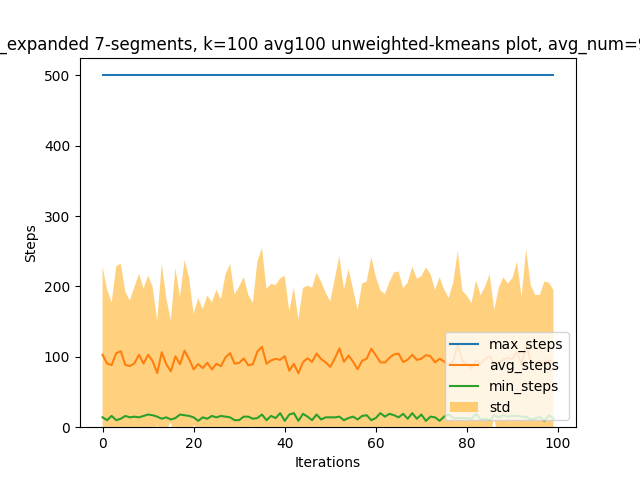 _expanded 7-segments, k=100 avg100 unweighted-kmeans plot, avg_num=9
500
400
300
200
100
0
Steps
max_steps
avg_steps
min_steps
std
0 20 40 60 80 100
Iterations